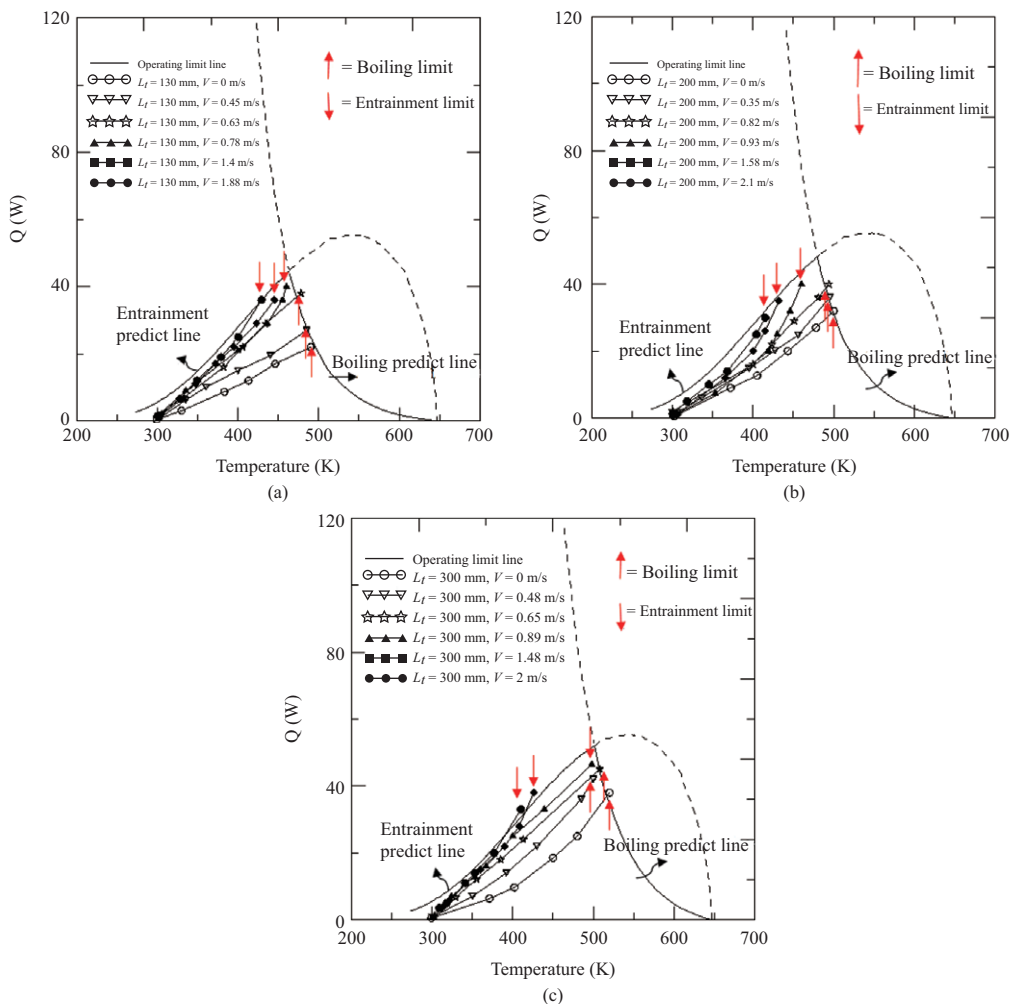 120
80
40
0
Q (W)
Operating limit line
Lt = 130 mm, V = 0 m/s
Lt = 130 mm, V = 0.45 m/s
Lt = 130 mm, V = 0.63 m/s
Lt = 130 mm, V = 0.78 m/s
Lt = 130 mm, V = 1.4 m/s
Lt = 130 mm, V = 1.88 m/s
= Boiling limit
= Entrainment limit
Entrainment
predict line
Boiling predict line
200 300 400 500 600 700
Temperature (K)
(a)
120
80
40
0
Q (W)
Operating limit line
Lt = 200 mm, V = 0 m/s
Lt = 200 mm, V = 0.35 m/s
Lt = 200 mm, V = 0.82 m/s
Lt = 200 mm, V = 0.93 m/s
Lt = 200 mm, V = 1.58 m/s
Lt = 200 mm, V = 2.1 m/s
= Boiling limit
= Entrainment limit
Entrainment
predict line
Boiling predict line
200 300 400 500 600 700
Temperature (K)
(b)
120
80
40
0
Q (W)
Operating limit line
Lt = 300 mm, V = 0 m/s
Lt = 300 mm, V = 0.48 m/s
Lt = 300 mm, V = 0.65 m/s
Lt = 300 mm, V = 0.89 m/s
Lt = 300 mm, V = 1.48 m/s
Lt = 300 mm, V = 2 m/s
= Boiling limit
= Entrainment limit
Entrainment
predict line
Boiling predict line
200 300 400 500 600 700
Temperature (K)
(c)